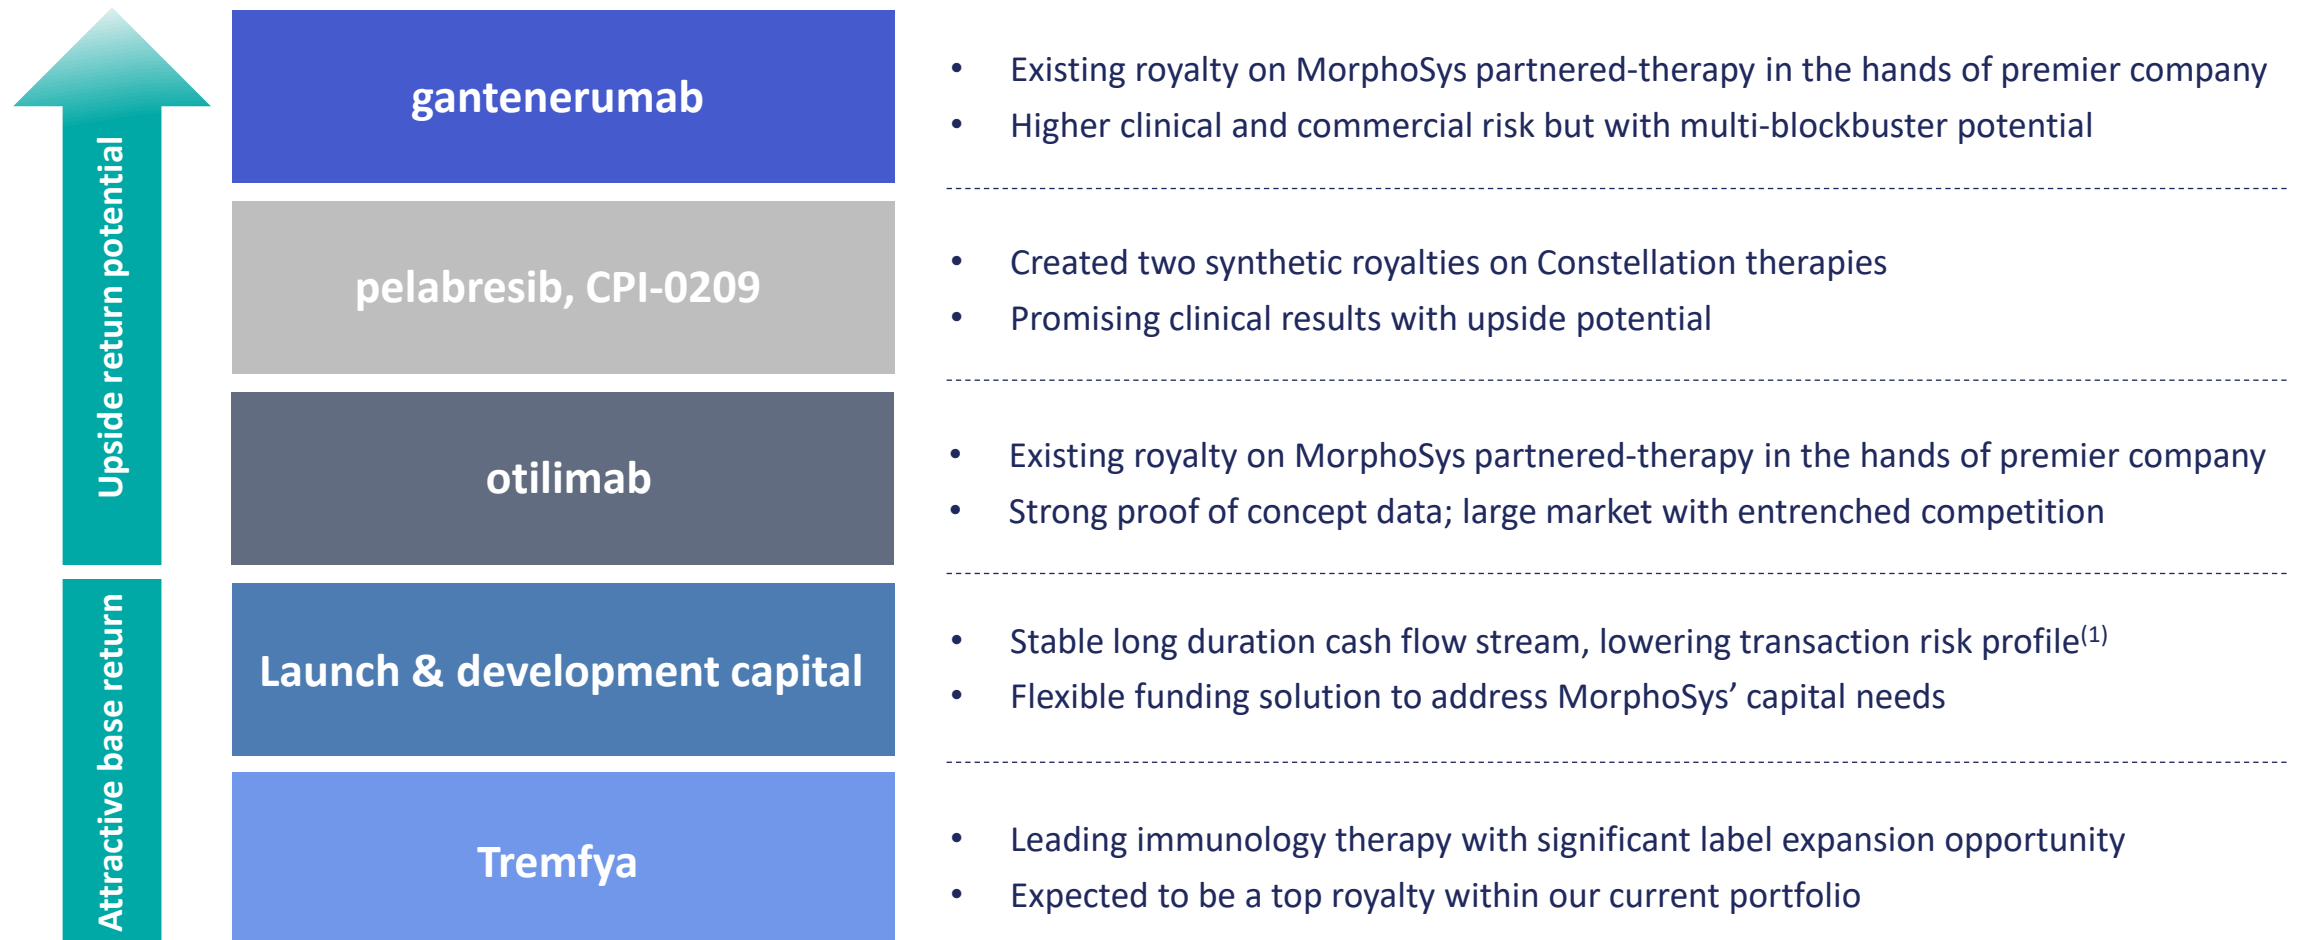 Upside return potential
gantenerumab
• Existing royalty on MorphoSys partnered-therapy in the hands of premier company
• Higher clinical and commercial risk but with multi-blockbuster potential
pelabresib, CPI-0209
• Created two synthetic royalties on Constellation therapies
• Promising clinical results with upside potential
otilimab
• Existing royalty on MorphoSys partnered-therapy in the hands of premier company
• Strong proof of concept data; large market with entrenched competition
Attractive base return
Launch & development capital
• Stable long duration cash flow stream, lowering transaction risk profile(1)
• Flexible funding solution to address MorphoSys’ capital needs
Tremfya
• Leading immunology therapy with significant label expansion opportunity
• Expected to be a top royalty within our current portfolio